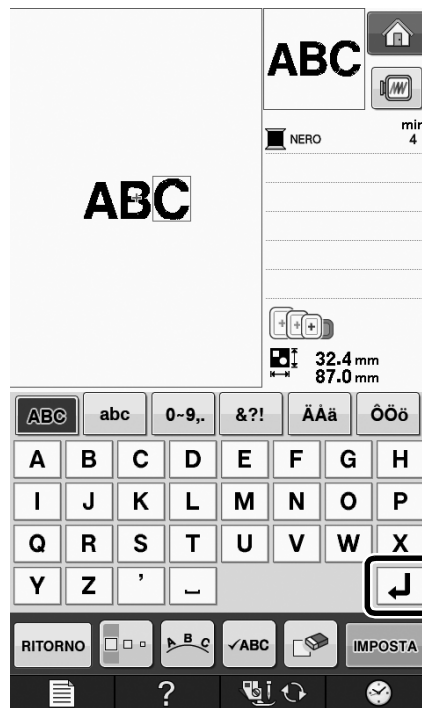 ABC
NERO
min
4
ABC
32.4 mm
87.0 mm
ABC abc 0~9,. &?! ÄÅä ÔÖö
A B C D E F G H
I J K L M N O P
Q R S T U V W X
Y Z ’ ⎵ ↵
RITORNO A B C ✓ABC IMPOSTA
?